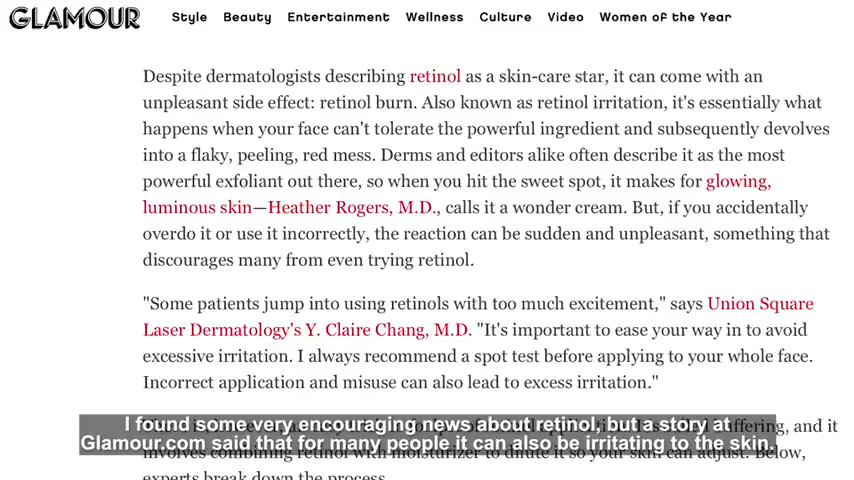 GLAMOUR Style Beauty Entertainment Wellness Culture Video Women of the Year
Despite dermatologists describing retinol as a skin-care star, it can come with an
unpleasant side effect: retinol burn. Also known as retinol irritation, it's essentially what
happens when your face can't tolerate the powerful ingredient and subsequently devolves
into a flaky, peeling, red mess. Derms and editors alike often describe it as the most
powerful exfoliant out there, so when you hit the sweet spot, it makes for glowing,
luminous skin—Heather Rogers, M.D., calls it a wonder cream. But, if you accidentally
overdo it or use it incorrectly, the reaction can be sudden and unpleasant, something that
discourages many from even trying retinol.
"Some patients jump into using retinols with too much excitement," says Union Square
Laser Dermatology's Y. Claire Chang, M.D. "It's important to ease your way in to avoid
excessive irritation. I always recommend a spot test before applying to your whole face.
Incorrect application and misuse can also lead to excess irritation."
I found some very encouraging news about retinol, but a story at
Glamour.com said that for many people it can also be irritating to the skin.
buffering, and it
involves combining retinol with moisturizer to dilute it so your skin can adjust. Below,
experts break down the process.